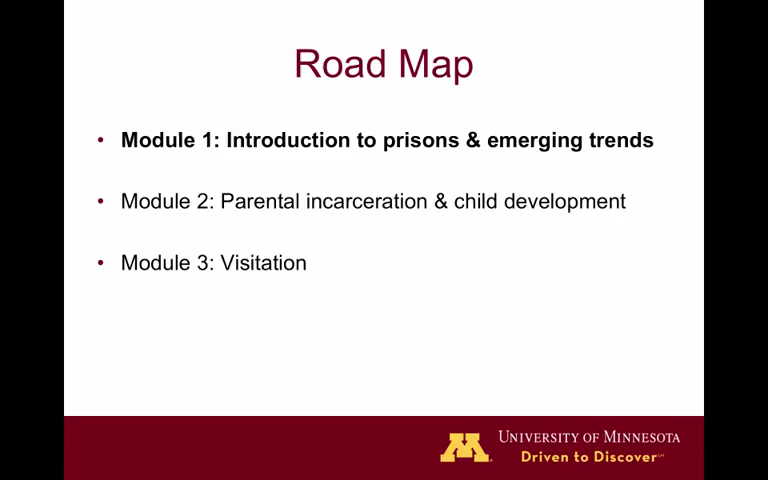 Road Map
• Module 1: Introduction to prisons & emerging trends
• Module 2: Parental incarceration & child development
• Module 3: Visitation
UNIVERSITY OF MINNESOTA
Driven to Discover